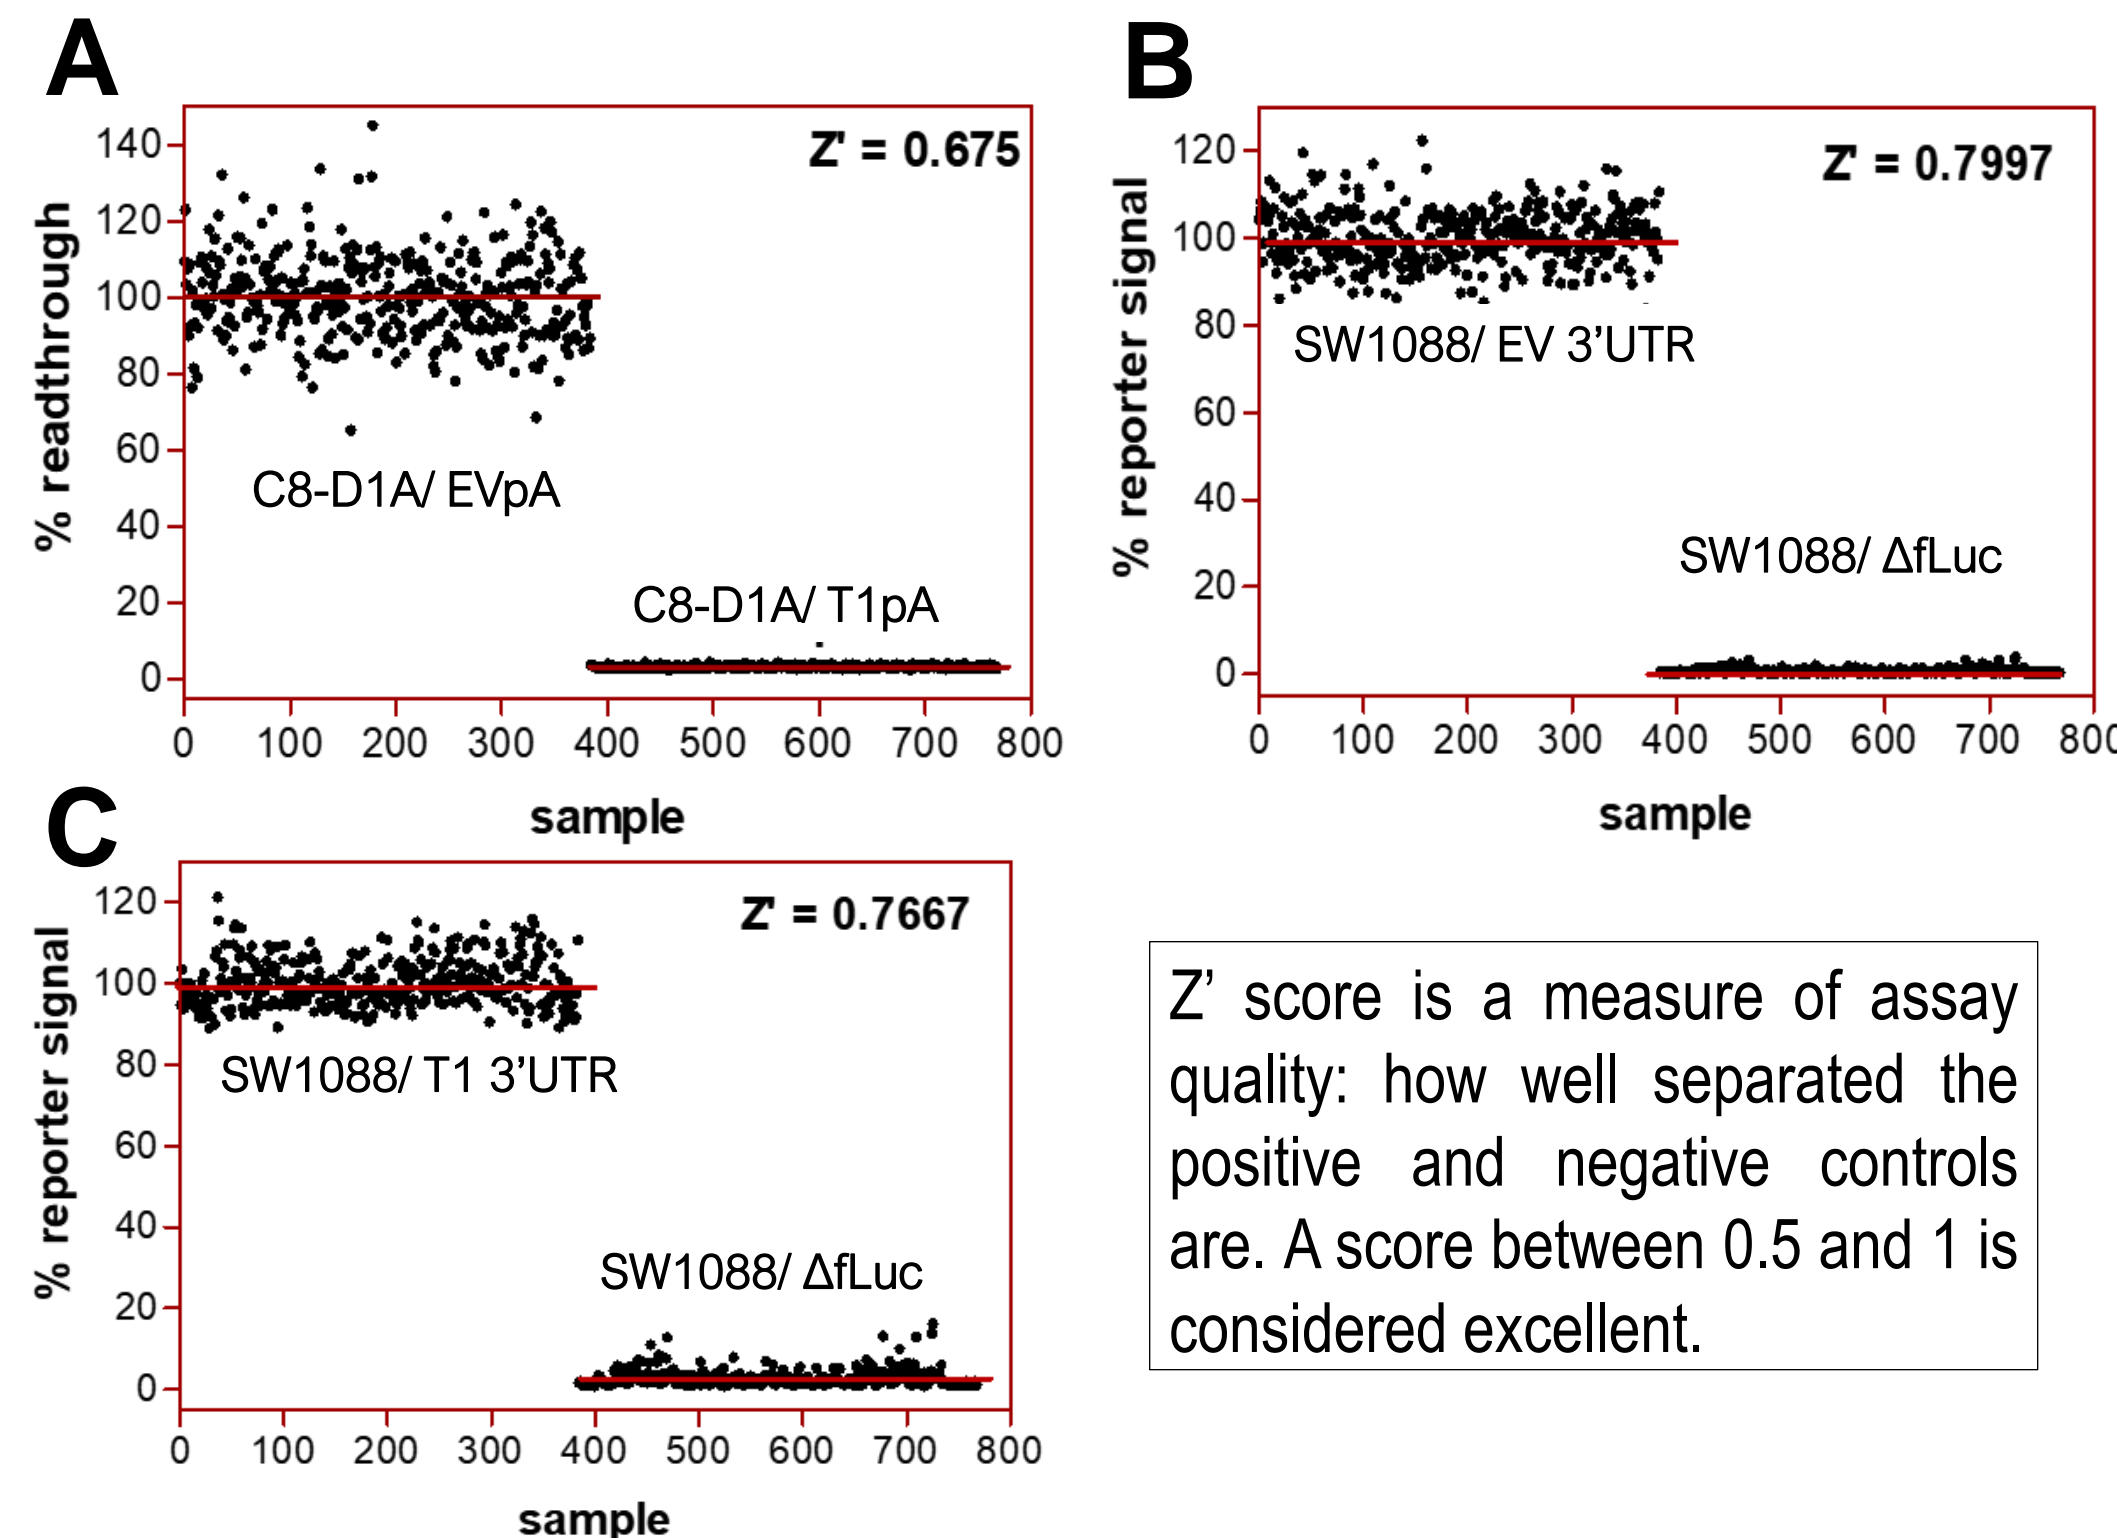 A
Z' = 0.675
% readthrough
140
120
100
80
60
40
20
0
C8-D1A/ EVpA
C8-D1A/ T1pA
0 100 200 300 400 500 600 700 800
sample
B
Z' = 0.7997
% reporter signal
120
100
80
60
40
20
0
SW1088/ EV 3’UTR
SW1088/ ΔfLuc
0 100 200 300 400 500 600 700 800
sample
C
Z' = 0.7667
% reporter signal
120
100
80
60
40
20
0
SW1088/ T1 3’UTR
SW1088/ ΔfLuc
0 100 200 300 400 500 600 700 800
sample
Z’ score is a measure of assay
quality: how well separated the
positive and negative controls
are. A score between 0.5 and 1 is
considered excellent.